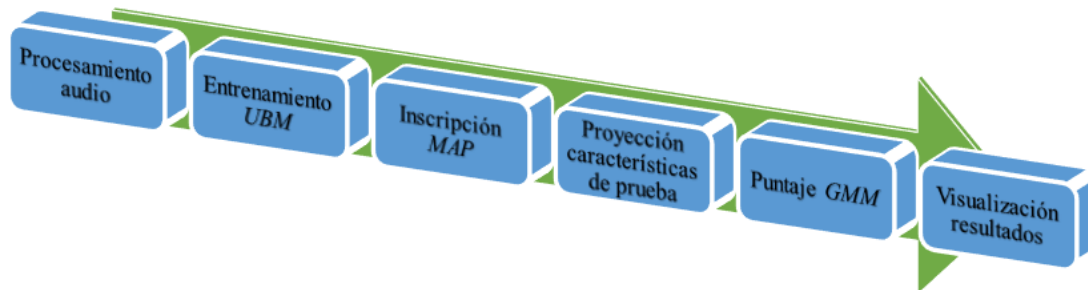 Procesamiento
audio
Entrenamiento
UBM
Inscripción
MAP
Proyección
características
de prueba
Puntaje GMM
Visualización
resultados